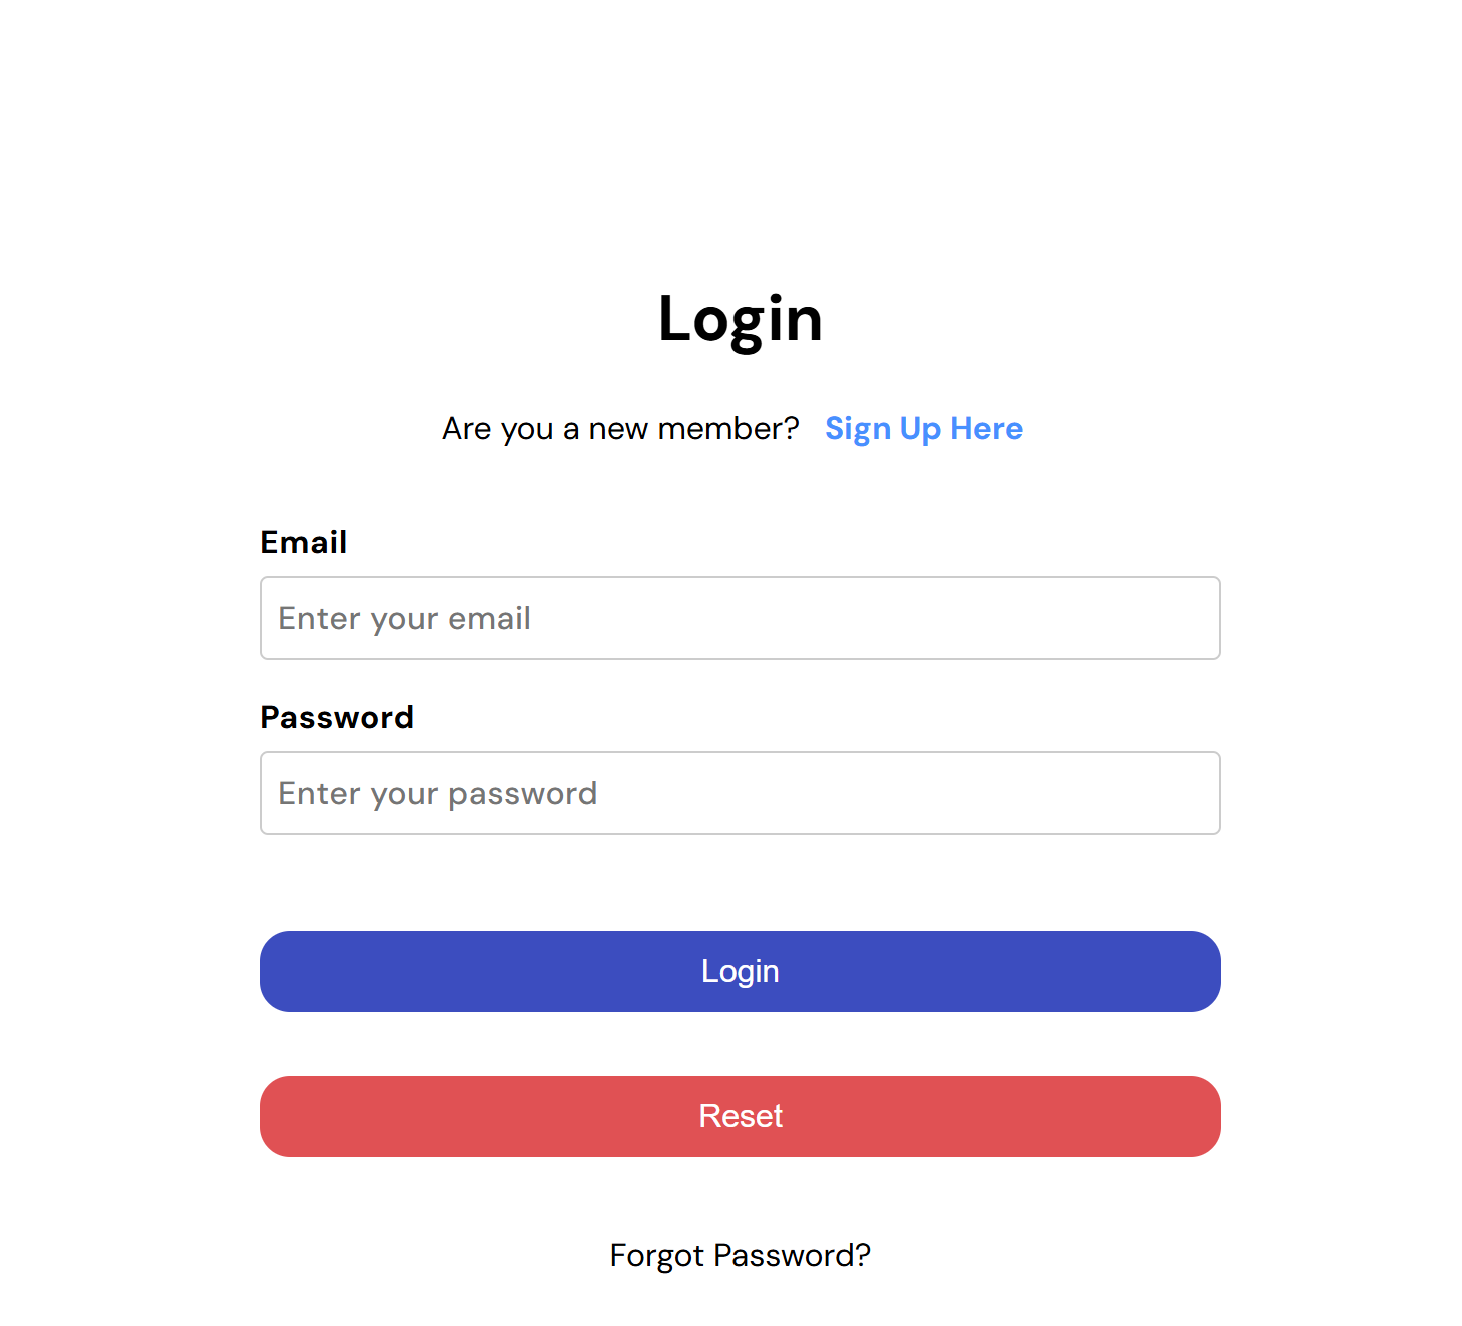 Login
Are you a new member? Sign Up Here
Email
Enter your email
Password
Enter your password
Login
Reset
Forgot Password?